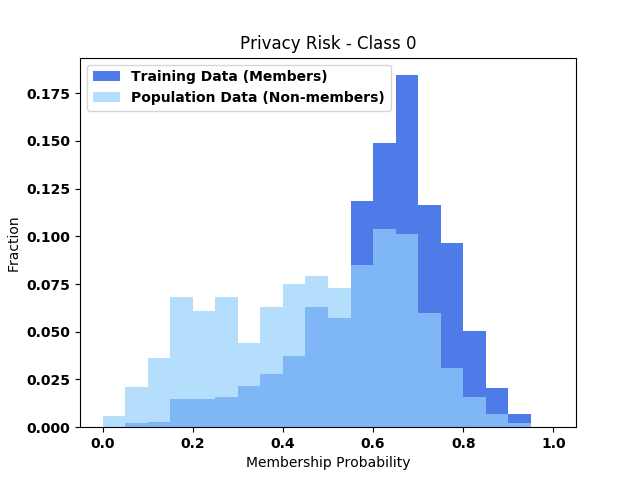 Privacy Risk - Class 0
Training Data (Members)
Population Data (Non-members)
0.175
0.150
0.125
0.100
0.075
0.050
0.025
0.000
Fraction
0.0 0.2 0.4 0.6 0.8 1.0
Membership Probability